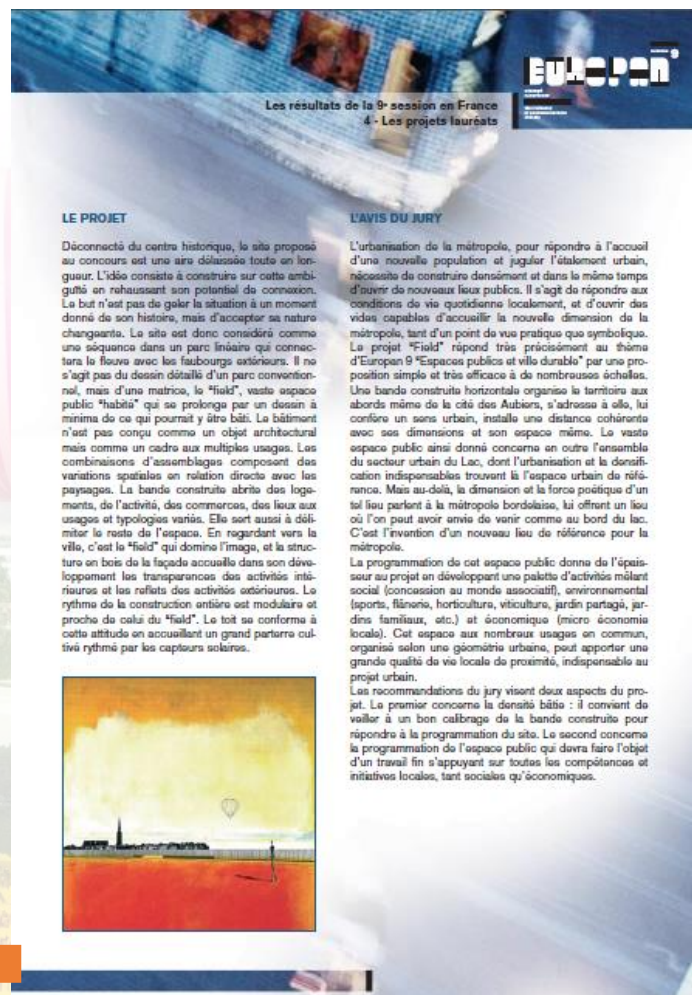 EUROPAN 9
Les résultats de la 9e session en France
4 - Les projets lauréats
LE PROJET
Déconnecté du centre historique, le site proposé
au concours est une aire délaissée toute en lon-
gueur. L'idée consiste à construire sur cette ambi-
guïté en rehaussant son potentiel de connexion.
Le but n'est pas de geler la situation à un moment
donné de son histoire, mais d'accepter sa nature
changeante. Le site est donc considéré comme
une séquence dans un parc linéaire qui connec-
tera le fleuve avec les faubourgs extérieurs. Il ne
s'agit pas du dessin détaillé d'un parc convention-
nel, mais d'une matrice, le "field", vaste espace
public "habité" qui se prolonge par un dessin à
minima de ce qui pourrait y être bâti. Le bâtiment
n'est pas conçu comme un objet architectural
mais comme un cadre aux multiples usages. Les
combinaisons d'assemblages composent des
variations spatiales en relation directe avec les
paysages. La bande construite abrite des loge-
ments, de l'activité, des commerces, des lieux aux
usages et typologies variés. Elle sert aussi à déli-
miter le reste de l'espace. En regardant vers la
ville, c'est le "field" qui domine l'image, et la struc-
ture en bois de la façade accueille dans son déve-
loppement les transparences des activités inté-
rieures et les reflets des activités extérieures. Le
rythme de la construction entière est modulaire et
proche de celui du "field". Le toit se conforme à
cette attitude en accueillant un grand parterre cul-
tivé rythmé par les capteurs solaires.
L'AVIS DU JURY
L'urbanisation de la métropole, pour répondre à l'accueil
d'une nouvelle population et juguler l'étalement urbain,
nécessite de construire densément et dans le même temps
d'ouvrir de nouveaux lieux publics. Il s'agit de répondre aux
conditions de vie quotidienne localement, et d'ouvrir des
vides capables d'accueillir la nouvelle dimension de la
métropole, tant d'un point de vue pratique que symbolique.
Le projet "Field" répond très précisément au thème
d'Europan 9 "Espaces publics et ville durable" par une pro-
position simple et très efficace à de nombreuses échelles.
Une bande construite horizontale organise le territoire aux
abords même de la cité des Aubiers, s'adresse à elle, lui
confère un sens urbain, installe une distance cohérente
avec ses dimensions et son espace même. Le vaste
espace public ainsi donné concerne en outre l'ensemble
du secteur urbain du Lac, dont l'urbanisation et la densifi-
cation indispensables trouvent là l'espace urbain de réfé-
rence. Mais au-delà, la dimension et la force poétique d'un
tel lieu parlent à la métropole bordelaise, lui offrent un lieu
où l'on peut avoir envie de venir comme au bord du lac.
C'est l'invention d'un nouveau lieu de référence pour la
métropole.
La programmation de cet espace public donne de l'épais-
seur au projet en développant une palette d'activités mêlant
social (concession au monde associatif), environnemental
(sports, flânerie, horticulture, viticulture, jardin partagé, jar-
dins familiaux, etc.) et économique (micro économie
locale). Cet espace aux nombreux usages en commun,
organisé selon une géométrie urbaine, peut apporter une
grande qualité de vie locale de proximité, indispensable au
projet urbain.
Les recommandations du jury visent deux aspects du pro-
jet. Le premier concerne la densité bâtie : il convient de
veiller à un bon calibrage de la bande construite pour
répondre à la programmation du site. Le second concerne
la programmation de l'espace public qui devra faire l'objet
d'un travail fin s'appuyant sur toutes les compétences et
initiatives locales, tant sociales qu'économiques.